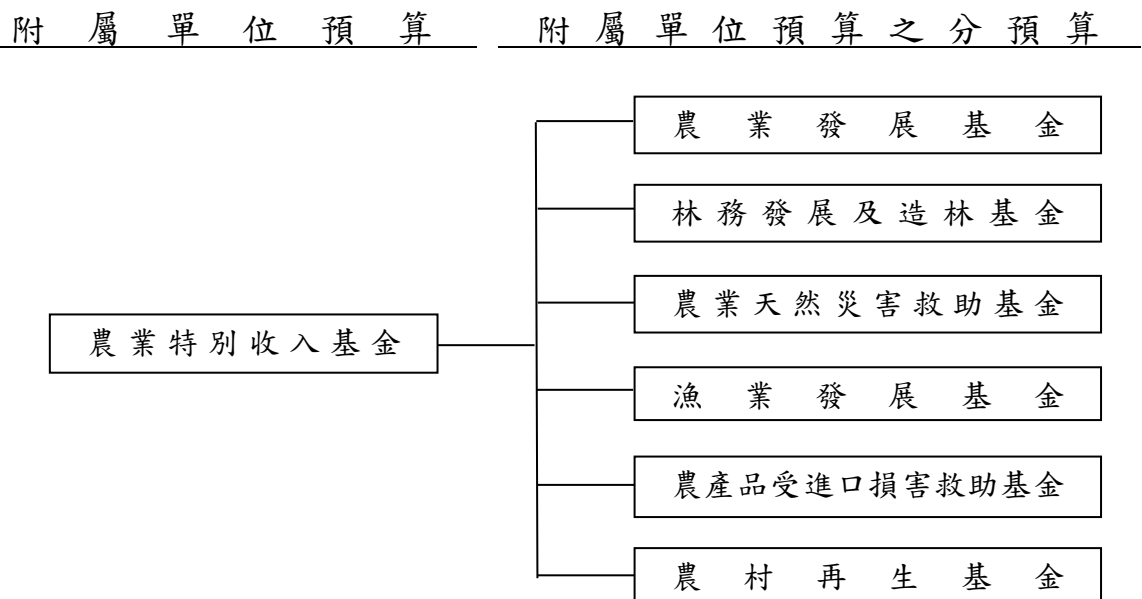 附屬單位預算
附屬單位預算之分預算
農業發展基金
林務發展及造林基金
農業天然災害救助基金
農業特別收入基金
漁業發展基金
農產品受進口損害救助基金
農村再生基金